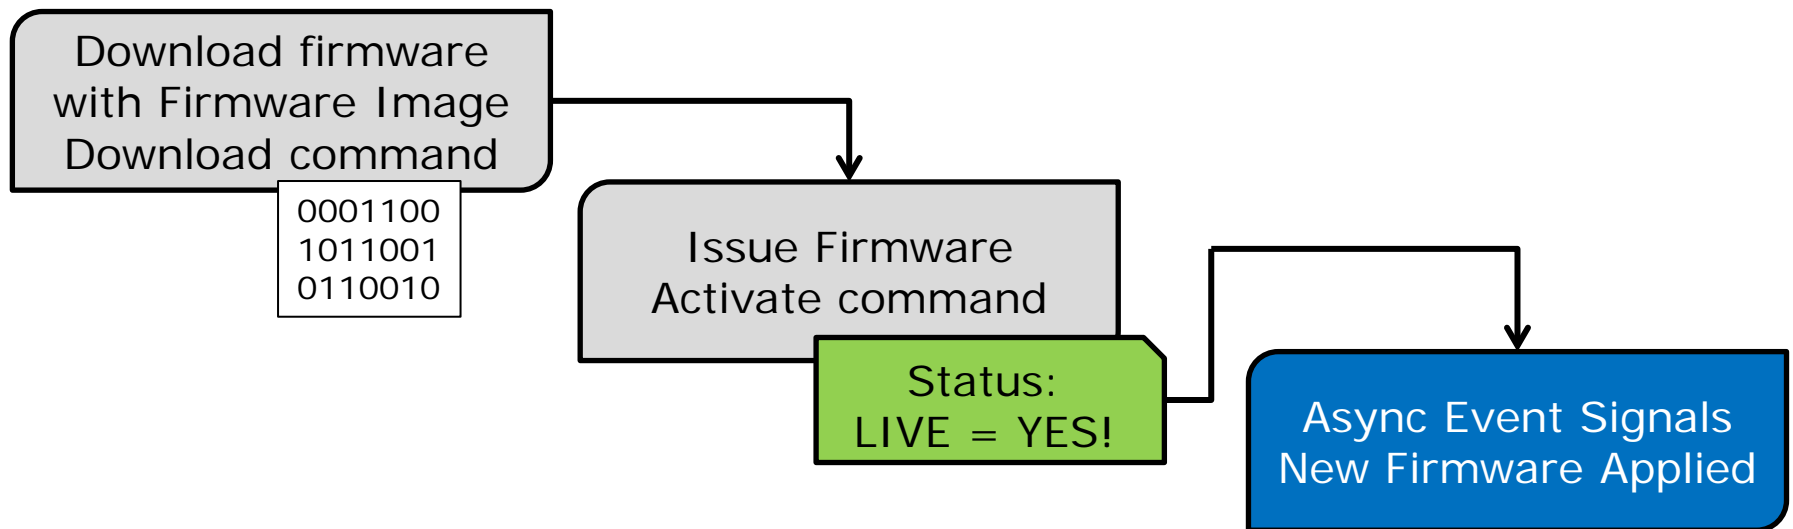 Download firmware
with Firmware Image
Download command
0001100
1011001
0110010
Issue Firmware
Activate command
Status:
LIVE = YES!
Async Event Signals
New Firmware Applied